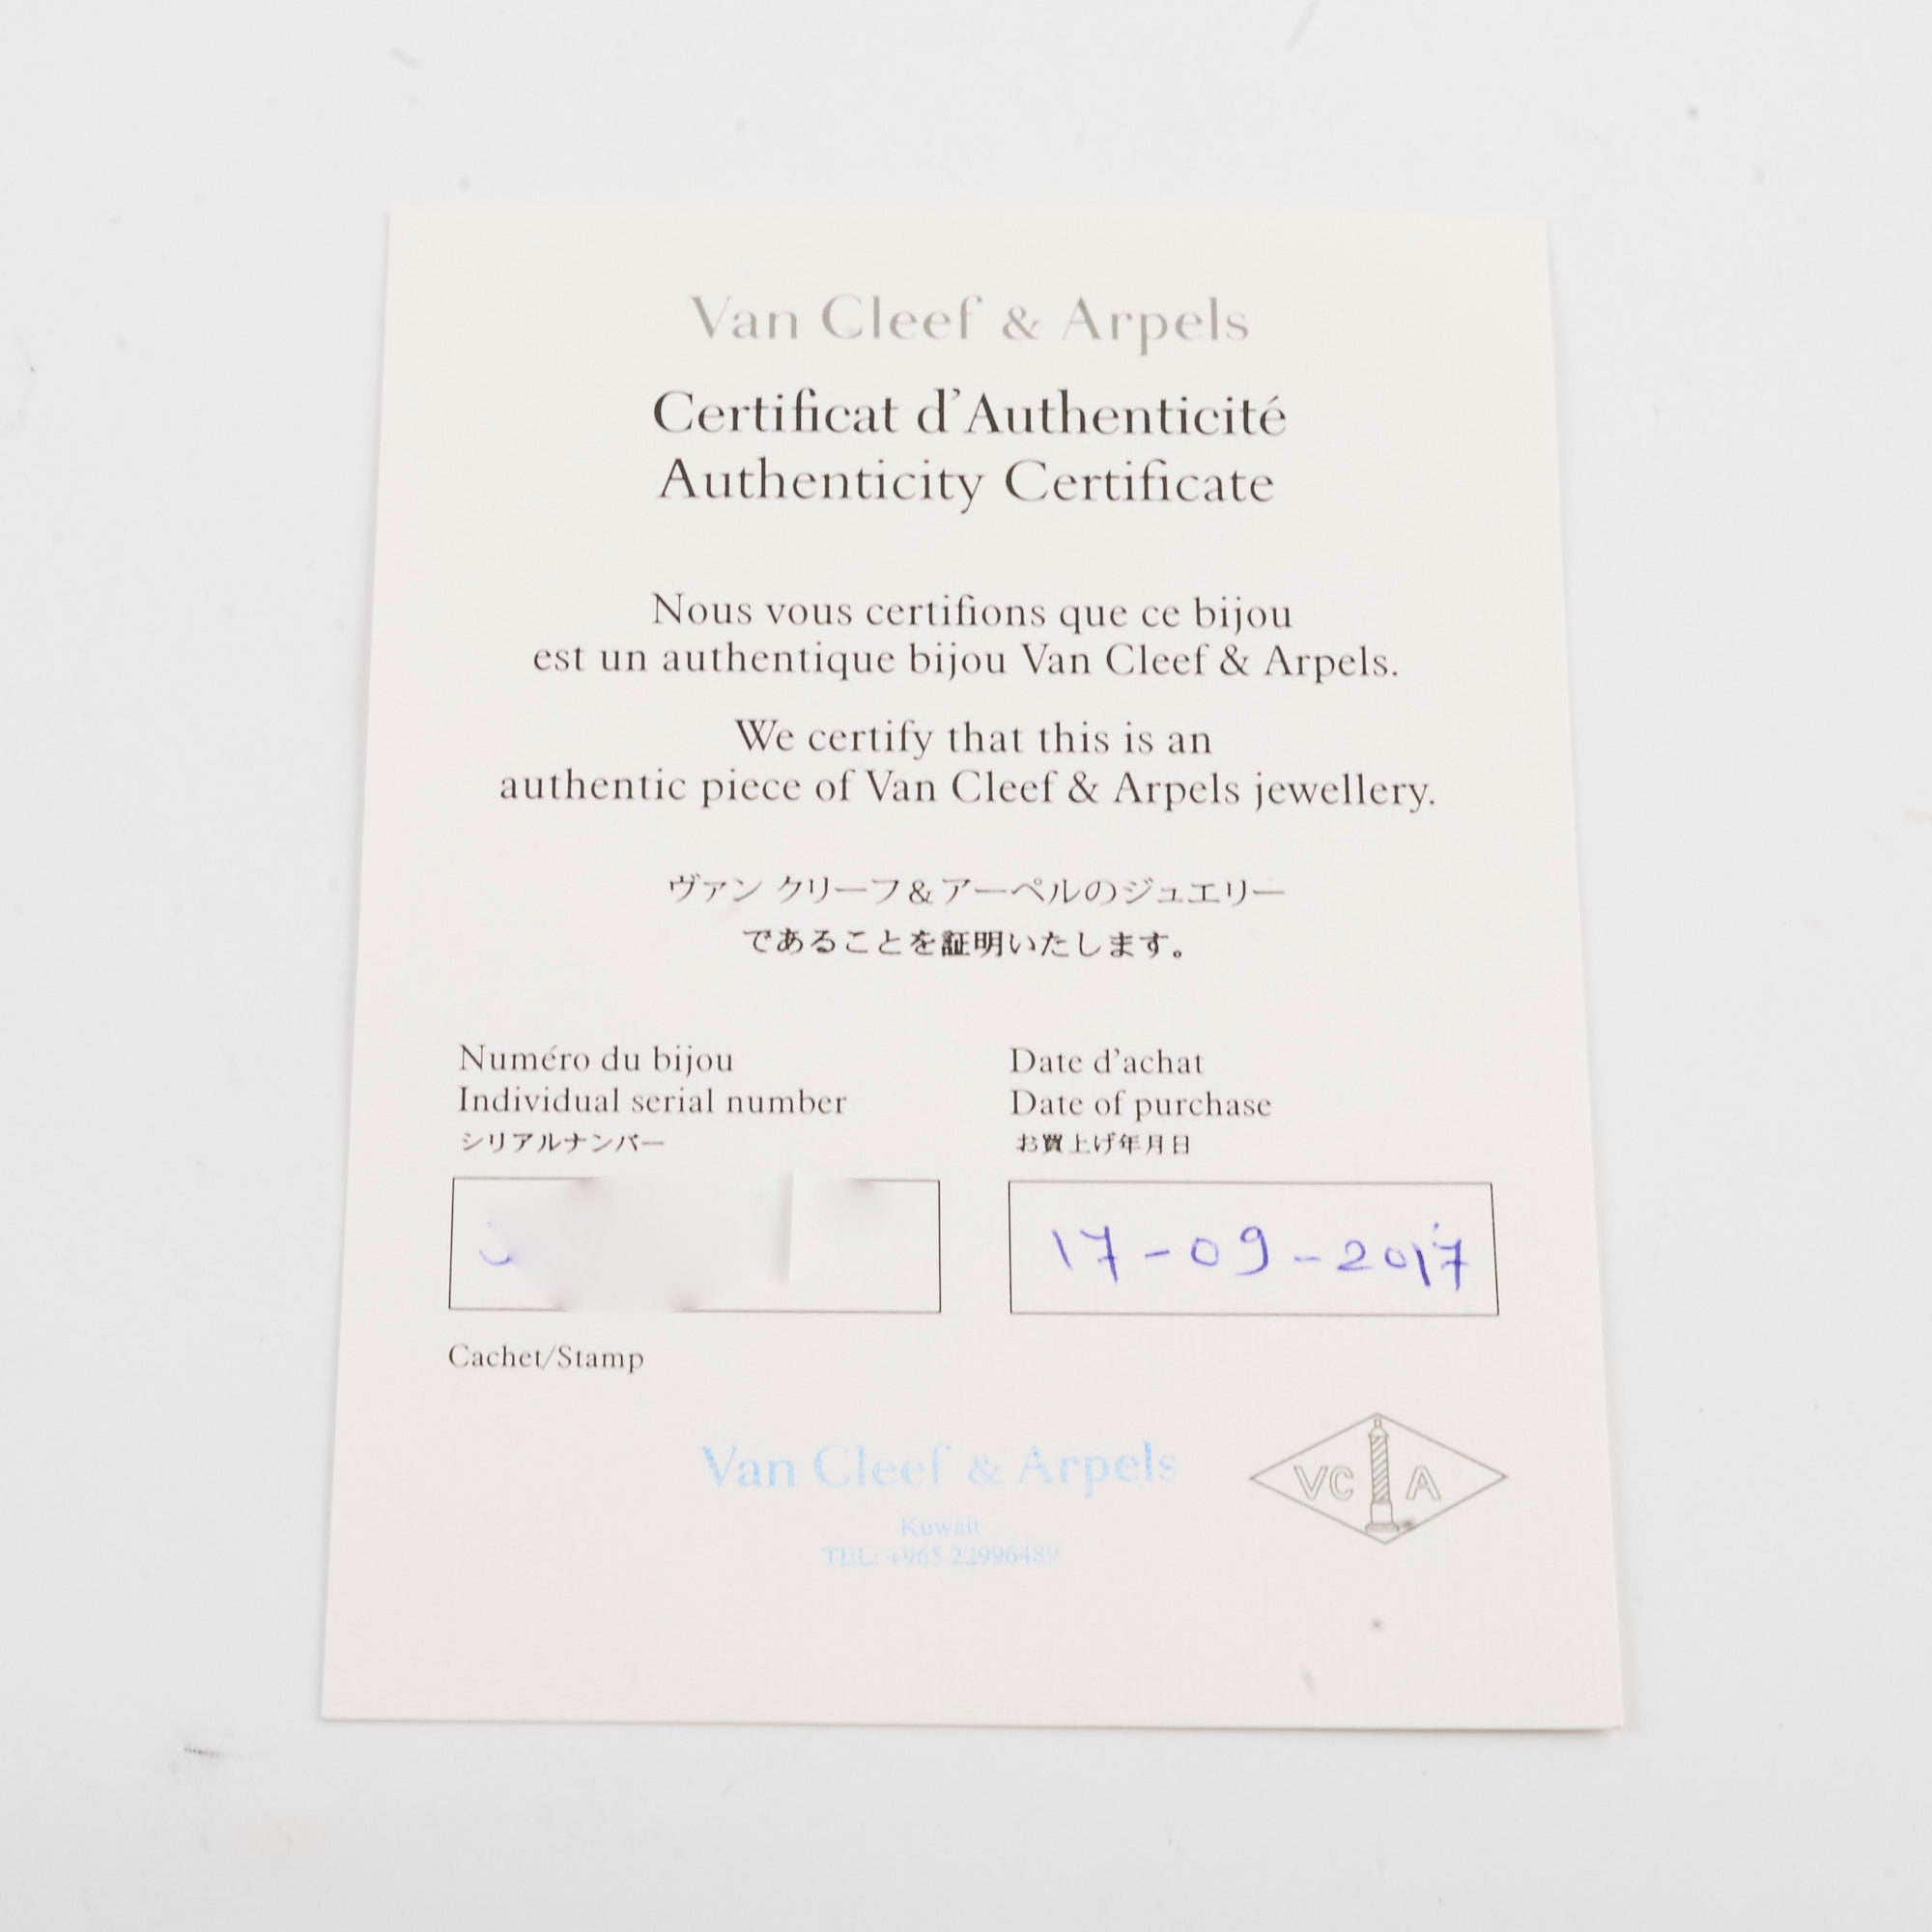 Van Cleef & Arpels
Certificat d'Authenticité
Authenticity Certificate
Nous vous certifions que ce bijou
est un authentique bijou Van Cleef & Arpels.
We certify that this is an
authentic piece of Van Cleef & Arpels jewellery.
ヴァン クリーフ&アーペルのジュエリー
であることを証明いたします。
Numéro du bijou
Individual serial number
シリアルナンバー
Date d'achat
Date of purchase
お買上げ年月日
17-09-2017
Cachet/Stamp
Van Cleef & Arpels
Kuwait
TEL: +965 22996489
VC A